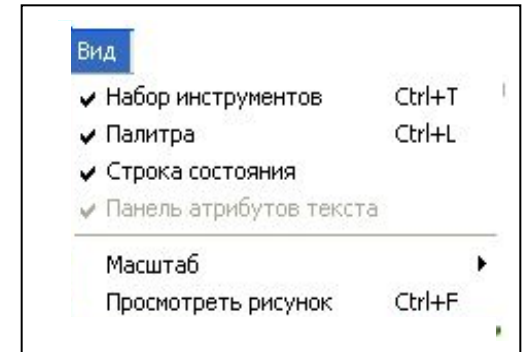 Вид
✔ Набор инструментов Ctrl+T
✔ Палитра Ctrl+L
✔ Строка состояния
✔ Панель атрибутов текста
Масштаб
Просмотреть рисунок Ctrl+F